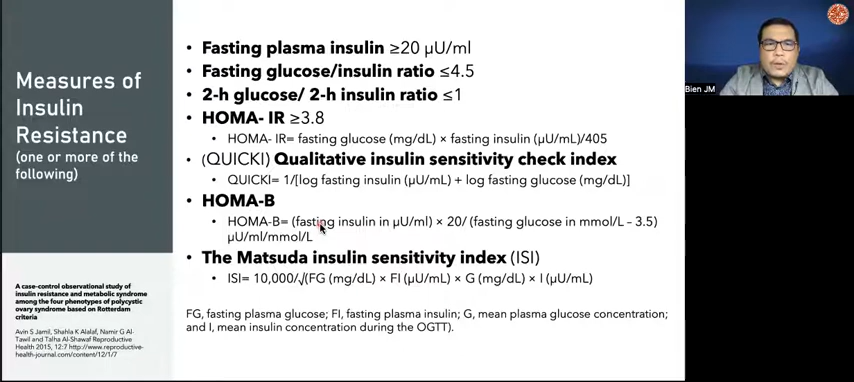 Measures of
Insulin
Resistance
(one or more of the
following)
A case-control observational study of
insulin resistance and metabolic syndrome
among the four phenotypes of polycystic
ovary syndrome based on Rotterdam
criteria
Avin S Jamil, Shahla K Alalaf, Namir G Al-
Tawil and Talha Al-Shawaf Reproductive
Health 2015, 12:7 http://www.reproductive-
health-journal.com/content/12/1/7
• Fasting plasma insulin ≥20 µU/ml
• Fasting glucose/insulin ratio ≤4.5
• 2-h glucose/ 2-h insulin ratio ≤1
• HOMA- IR ≥3.8
• HOMA- IR= fasting glucose (mg/dL) × fasting insulin (µU/mL)/405
• (QUICKI) Qualitative insulin sensitivity check index
• QUICKI= 1/[log fasting insulin (µU/mL) + log fasting glucose (mg/dL)]
• HOMA-B
• HOMA-B= (fasting insulin in µU/ml) × 20/ (fasting glucose in mmol/L – 3.5)
µU/ml/mmol/L
• The Matsuda insulin sensitivity index (ISI)
• ISI= 10,000/√(FG (mg/dL) × FI (µU/mL) × G (mg/dL) × I (µU/mL)
FG, fasting plasma glucose; FI, fasting plasma insulin; G, mean plasma glucose concentration;
and I, mean insulin concentration during the OGTT).
Bien JM